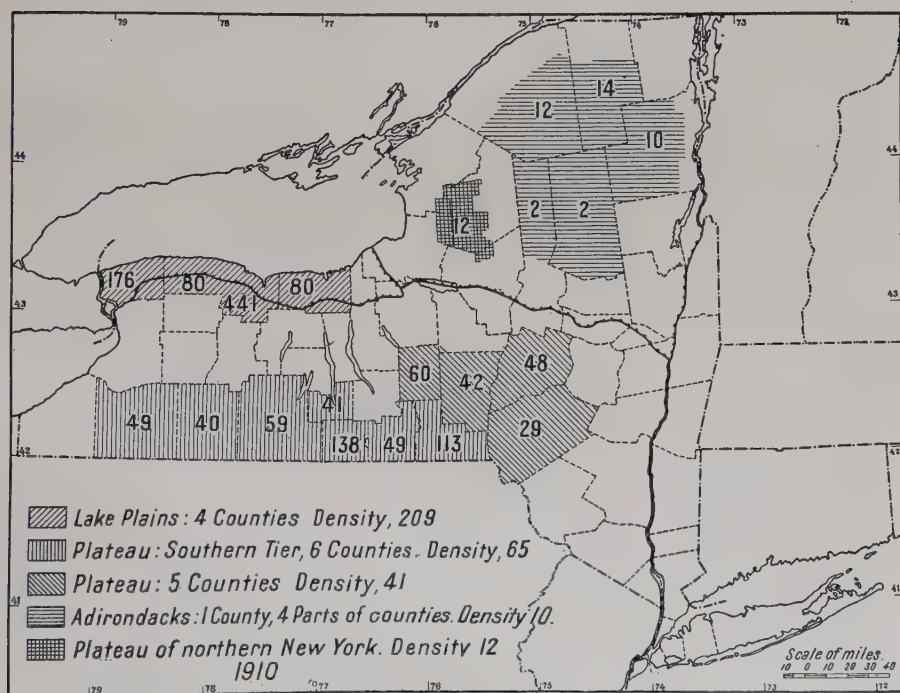 79 78 77 76 75 74 73 72
14
12
10
44 44
2 2
12
176 80 80
441
43 43
48
60 42
41
49 40 59 29
138 49 113
42 42
Lake Plains: 4 Counties Density, 209
Plateau: Southern Tier, 6 Counties. Density, 65
Plateau: 5 Counties Density, 41
41 41
Adirondacks: 1 County, 4 Parts of counties. Density 10.
Plateau of northern New York. Density 12
1910
Scale of miles
10 0 10 20 30 40
79 78 77 76 75 74 73 72